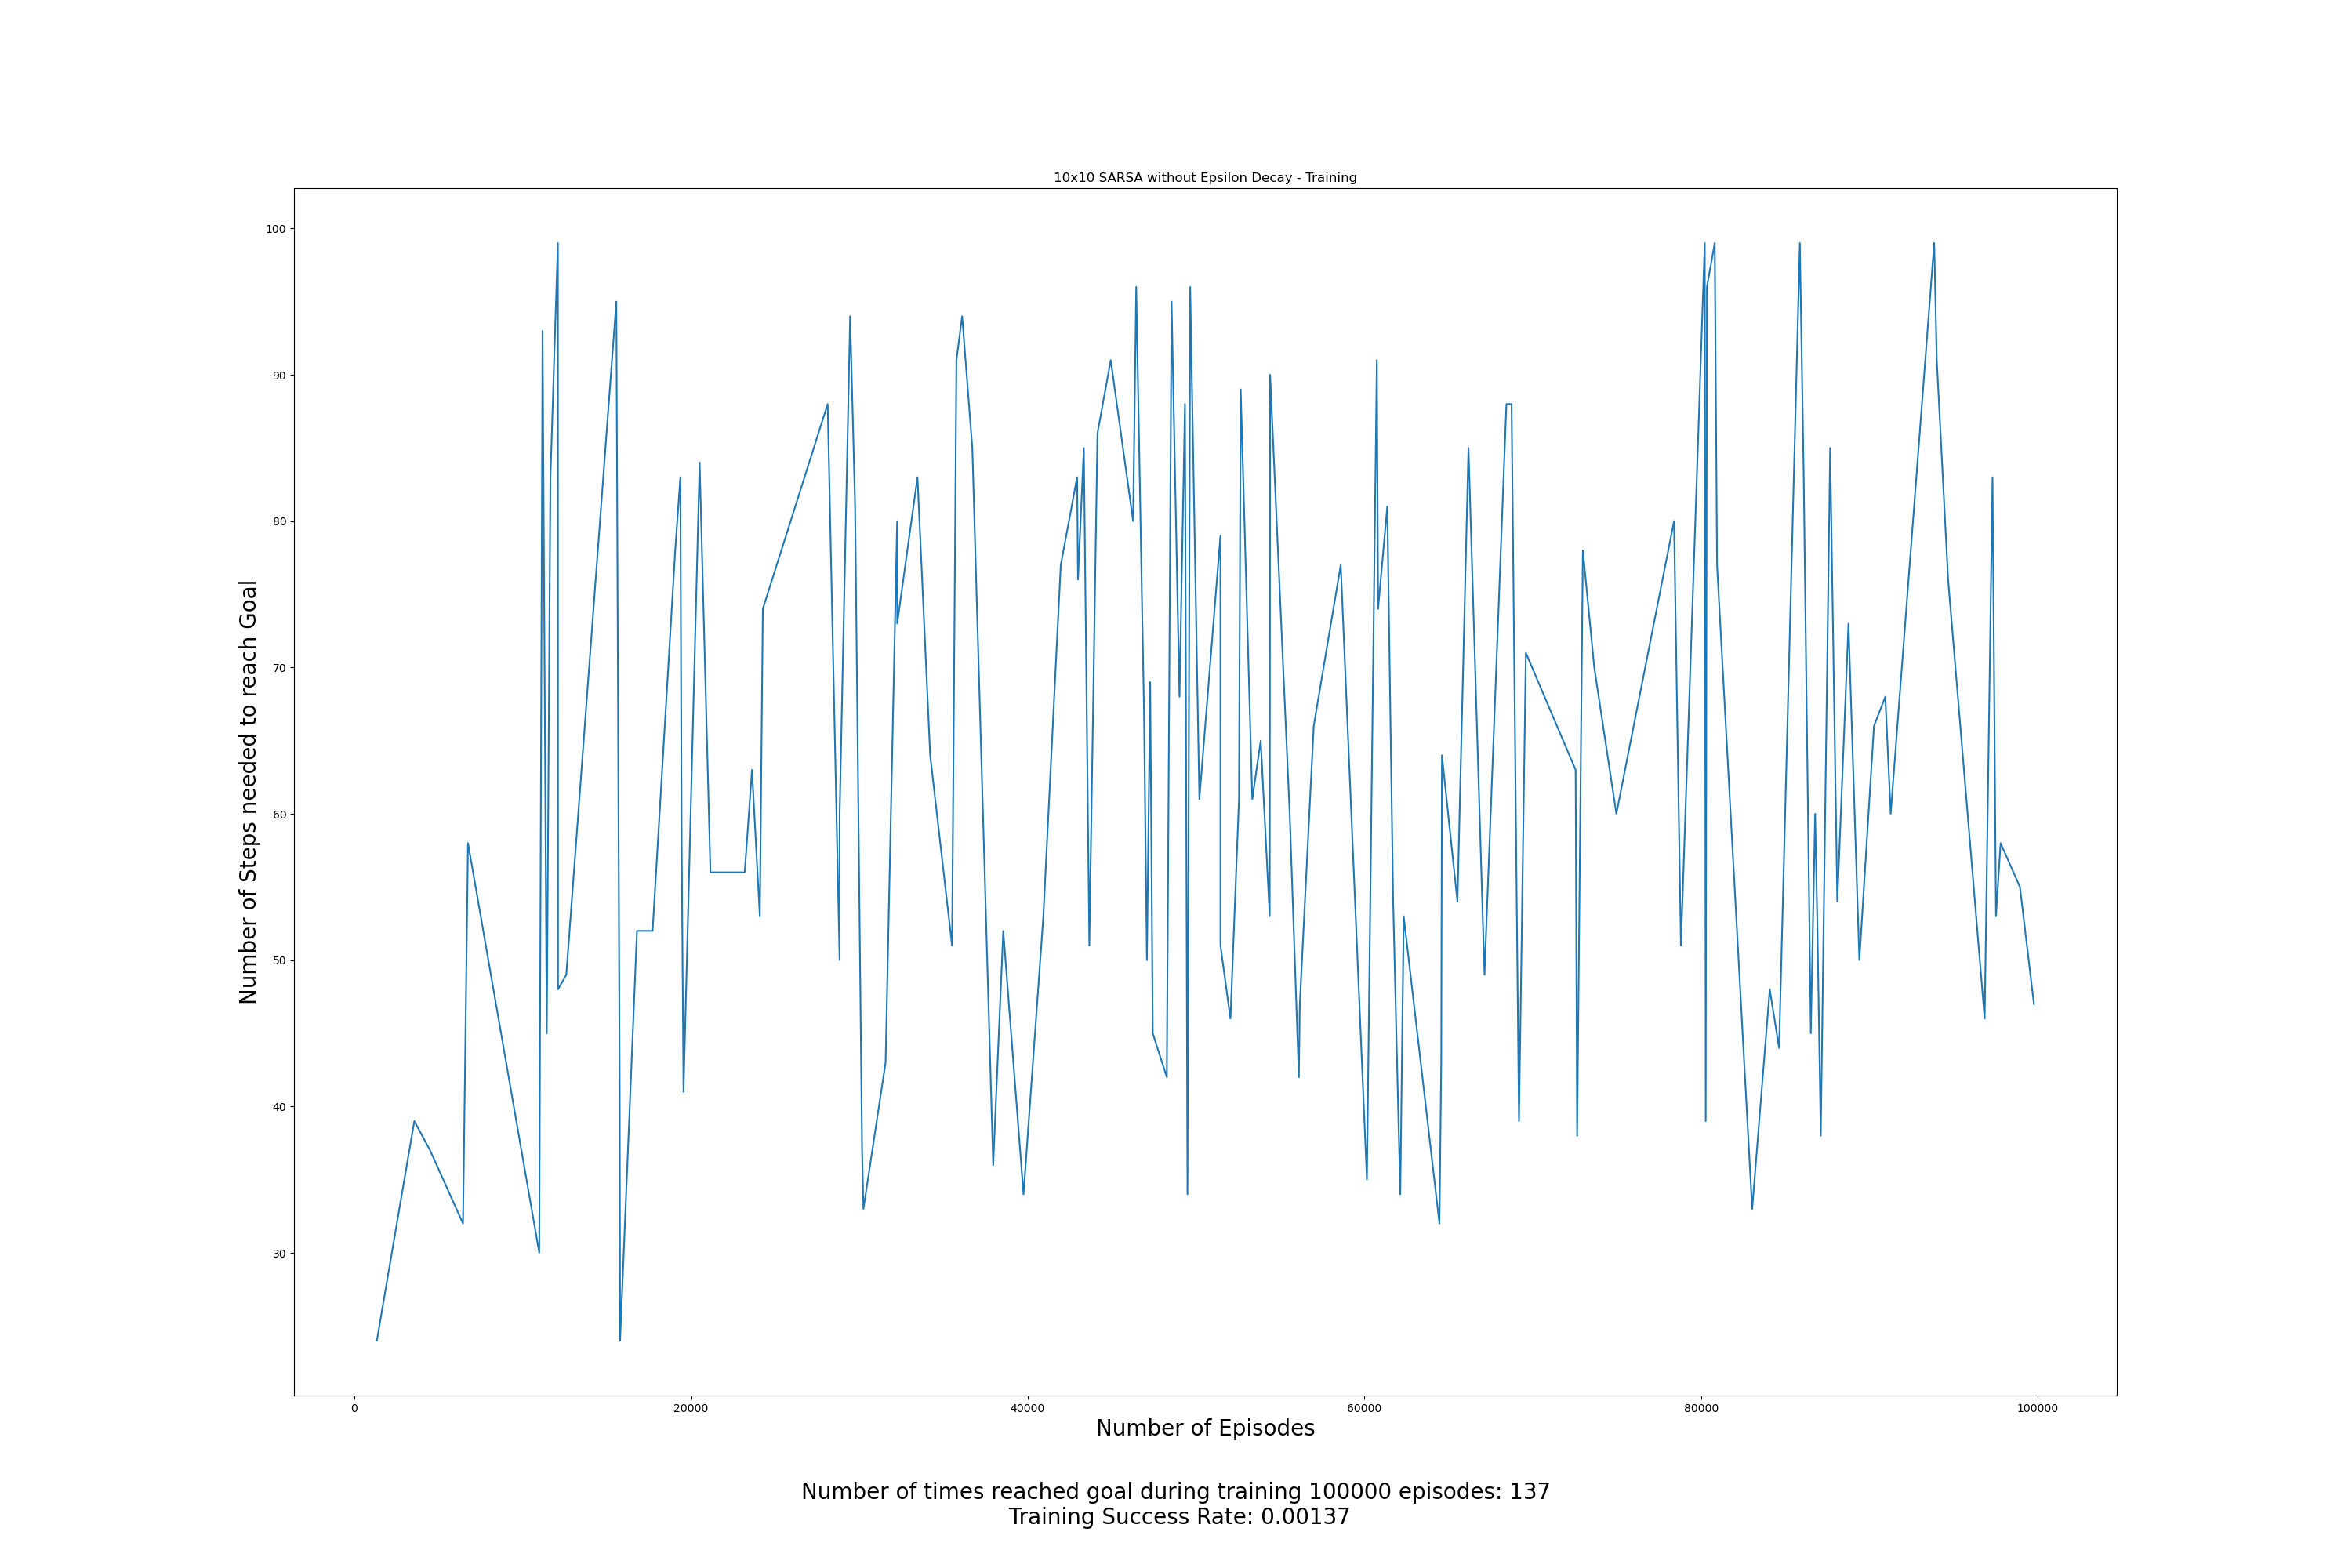 10x10 SARSA without Epsilon Decay - Training
100
90
80
70
60
50
40
30
Number of Steps needed to reach Goal
0 20000 40000 60000 80000 100000
Number of Episodes
Number of times reached goal during training 100000 episodes: 137
Training Success Rate: 0.00137